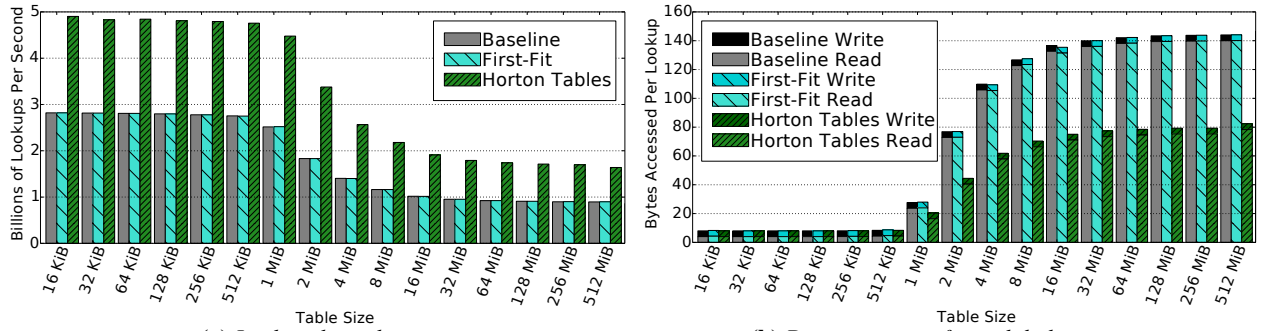 Billions of Lookups Per Second
5
4
3
2
1
0
Baseline
First-Fit
Horton Tables
16 KiB
32 KiB
64 KiB
128 KiB
256 KiB
512 KiB
1 MiB
2 MiB
4 MiB
8 MiB
16 MiB
32 MiB
64 MiB
128 MiB
256 MiB
512 MiB
Table Size
Bytes Accessed Per Lookup
160
140
120
100
80
60
40
20
0
Baseline Write
Baseline Read
First-Fit Write
First-Fit Read
Horton Tables Write
Horton Tables Read
16 KiB
32 KiB
64 KiB
128 KiB
256 KiB
512 KiB
1 MiB
2 MiB
4 MiB
8 MiB
16 MiB
32 MiB
64 MiB
128 MiB
256 MiB
512 MiB
Table Size